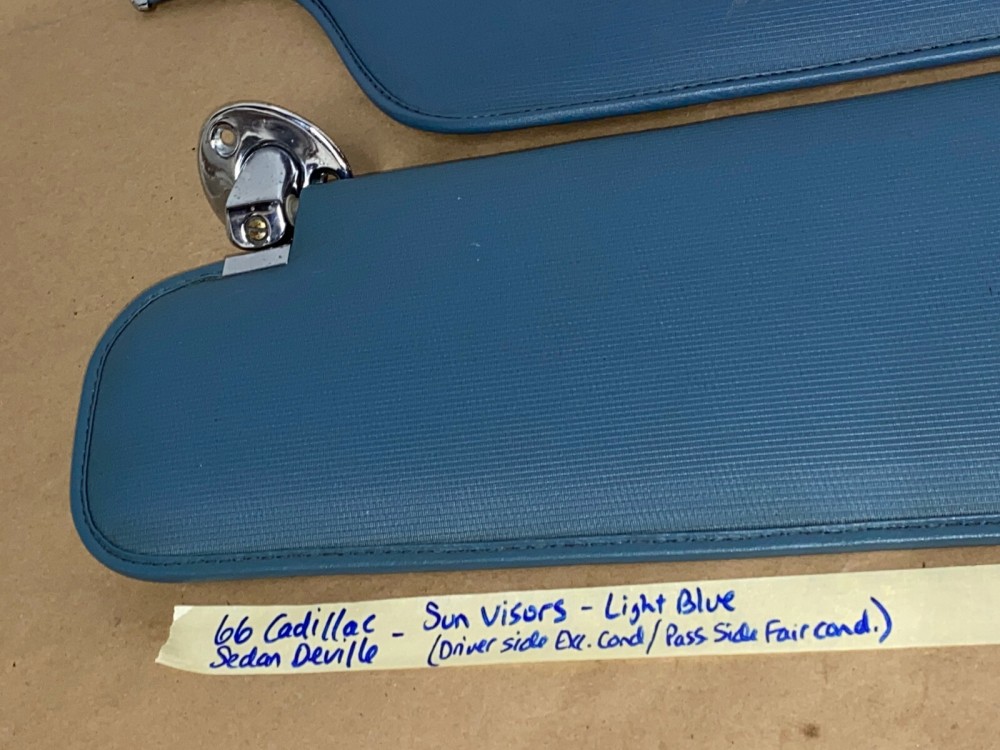 66 Cadillac - Sun Visors - Light Blue
Sedan Deville (Driver side Exc. Cond/Pass Side Fair cond.)